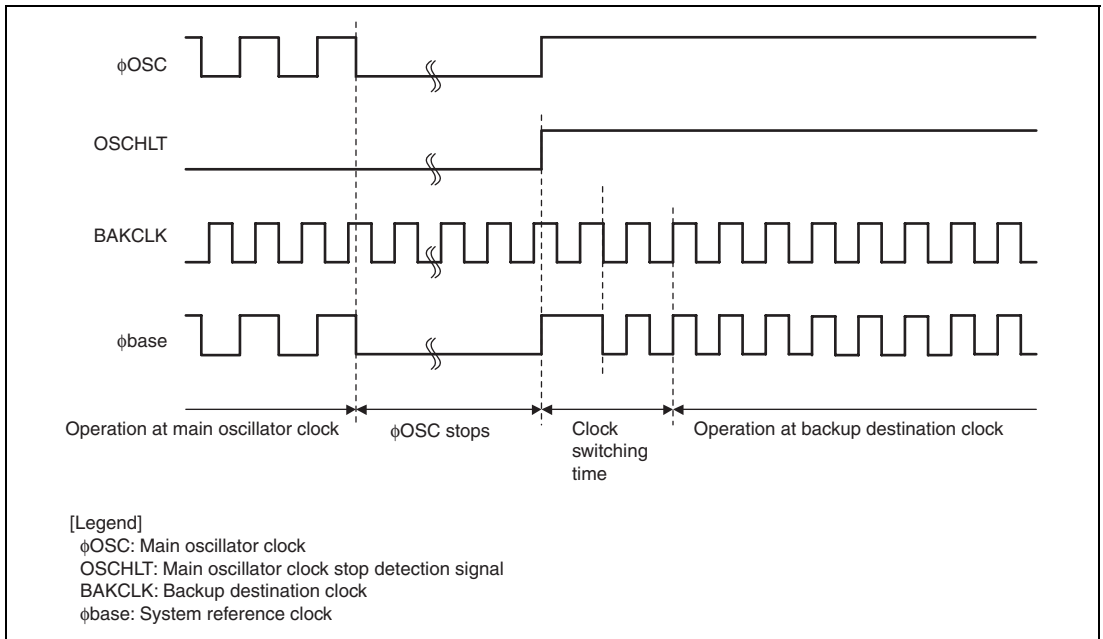 ϕOSC
OSCHLT
BAKCLK
ϕbase
Operation at main oscillator clock
ϕOSC stops
Clock
switching
time
Operation at backup destination clock
[Legend]
ϕOSC: Main oscillator clock
OSCHLT: Main oscillator clock stop detection signal
BAKCLK: Backup destination clock
ϕbase: System reference clock